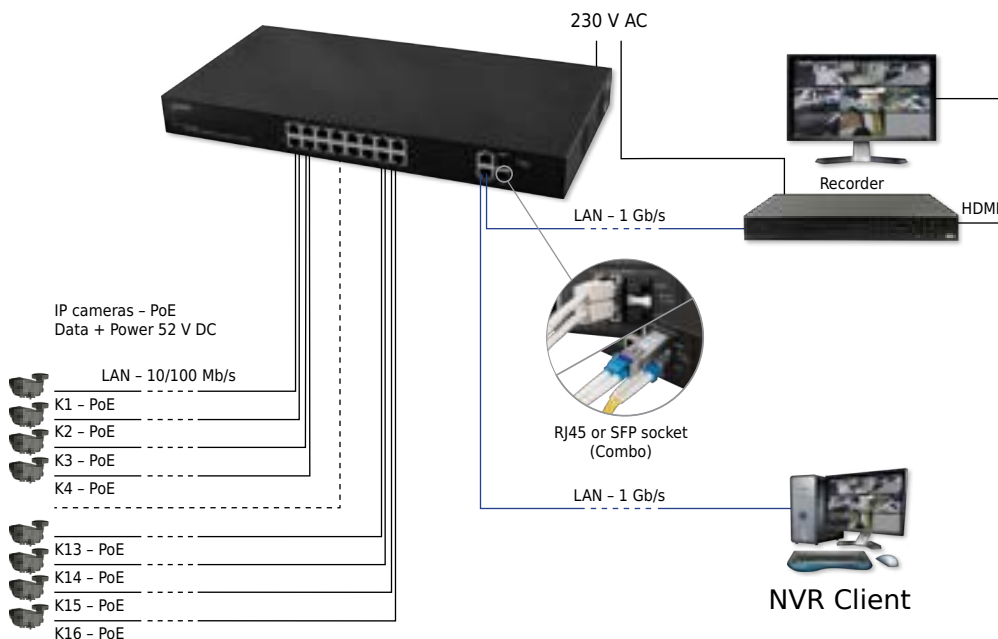 230 V AC
Recorder
HDMI
LAN – 1 Gb/s
IP cameras – PoE
Data + Power 52 V DC
LAN – 10/100 Mb/s
K1 – PoE
K2 – PoE
K3 – PoE
K4 – PoE
RJ45 or SFP socket
(Combo)
LAN – 1 Gb/s
K13 – PoE
K14 – PoE
K15 – PoE
K16 – PoE
NVR Client